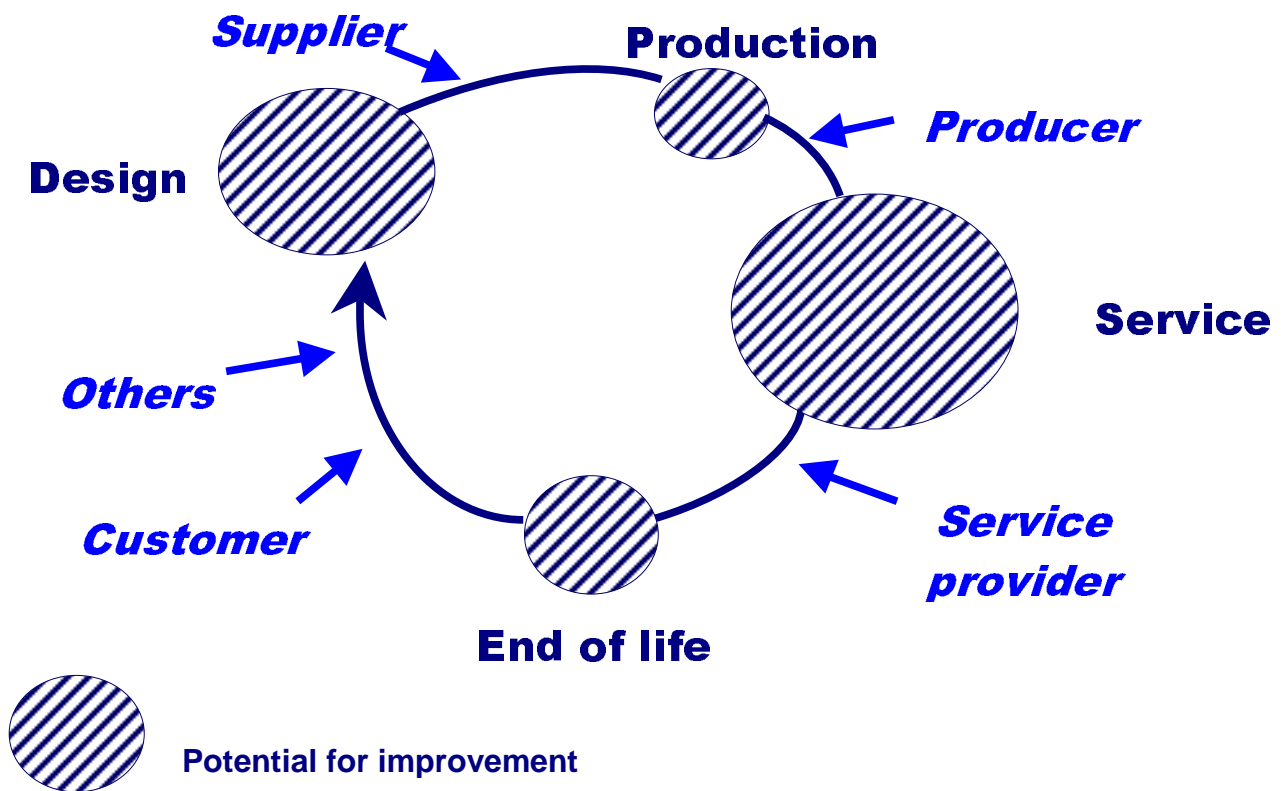 Supplier
Production
Producer
Design
Service
Others
Customer
Service
provider
End of life
Potential for improvement